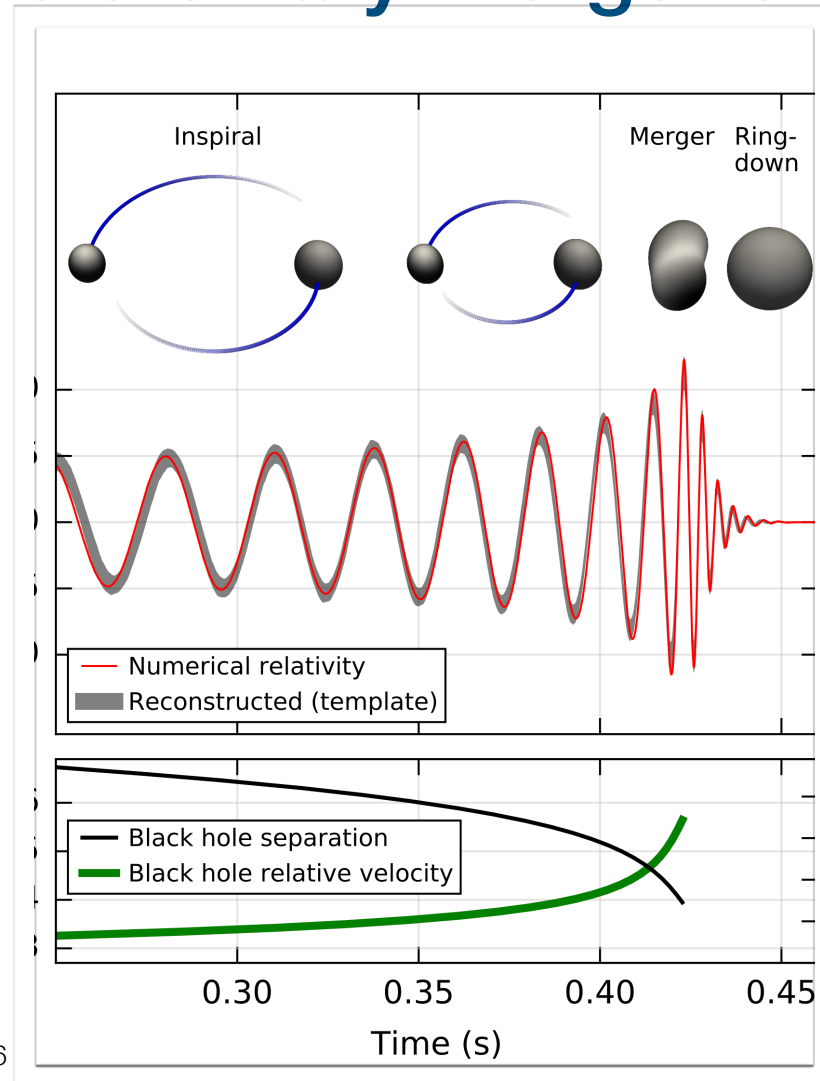 Inspiral
Merger
Ring-
down
Numerical relativity
Reconstructed (template)
Black hole separation
Black hole relative velocity
0.30 0.35 0.40 0.45
Time (s)
6